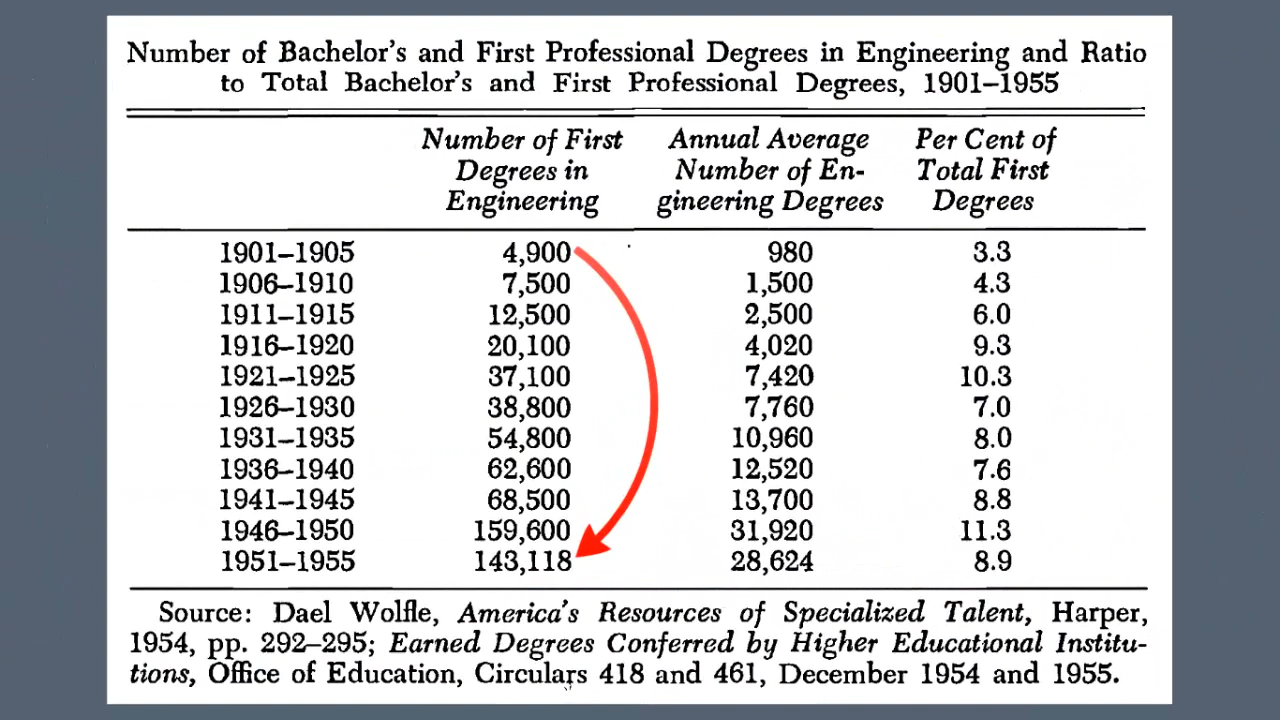 Number of Bachelor's and First Professional Degrees in Engineering and Ratio
to Total Bachelor's and First Professional Degrees, 1901–1955
Number of First Degrees in Engineering Annual Average Number of En-gineering Degrees Per Cent of Total First Degrees
1901–1905 4,900 980 3.3
1906–1910 7,500 1,500 4.3
1911–1915 12,500 2,500 6.0
1916–1920 20,100 4,020 9.3
1921–1925 37,100 7,420 10.3
1926–1930 38,800 7,760 7.0
1931–1935 54,800 10,960 8.0
1936–1940 62,600 12,520 7.6
1941–1945 68,500 13,700 8.8
1946–1950 159,600 31,920 11.3
1951–1955 143,118 28,624 8.9
Source: Dael Wolfle, America's Resources of Specialized Talent, Harper,
1954, pp. 292–295; Earned Degrees Conferred by Higher Educational Institu-
tions, Office of Education, Circulars 418 and 461, December 1954 and 1955.